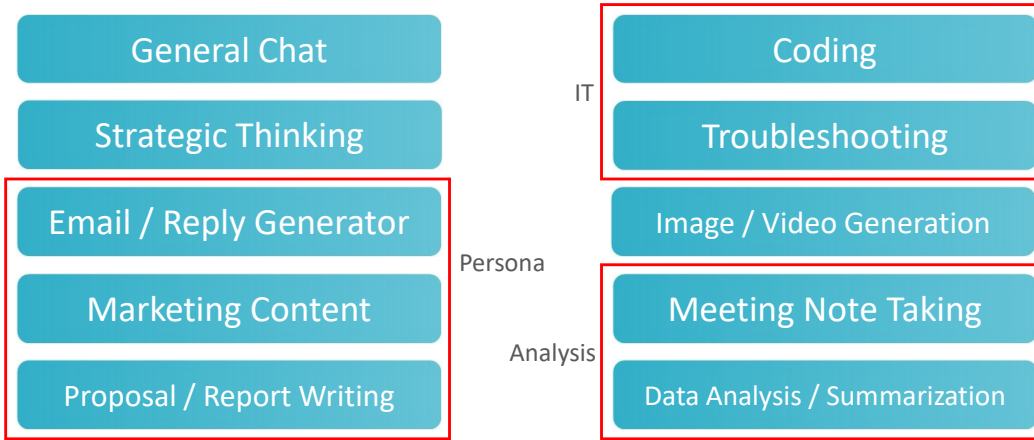 General Chat
Strategic Thinking
Email / Reply Generator
Marketing Content
Proposal / Report Writing
Persona
IT
Coding
Troubleshooting
Image / Video Generation
Analysis
Meeting Note Taking
Data Analysis / Summarization